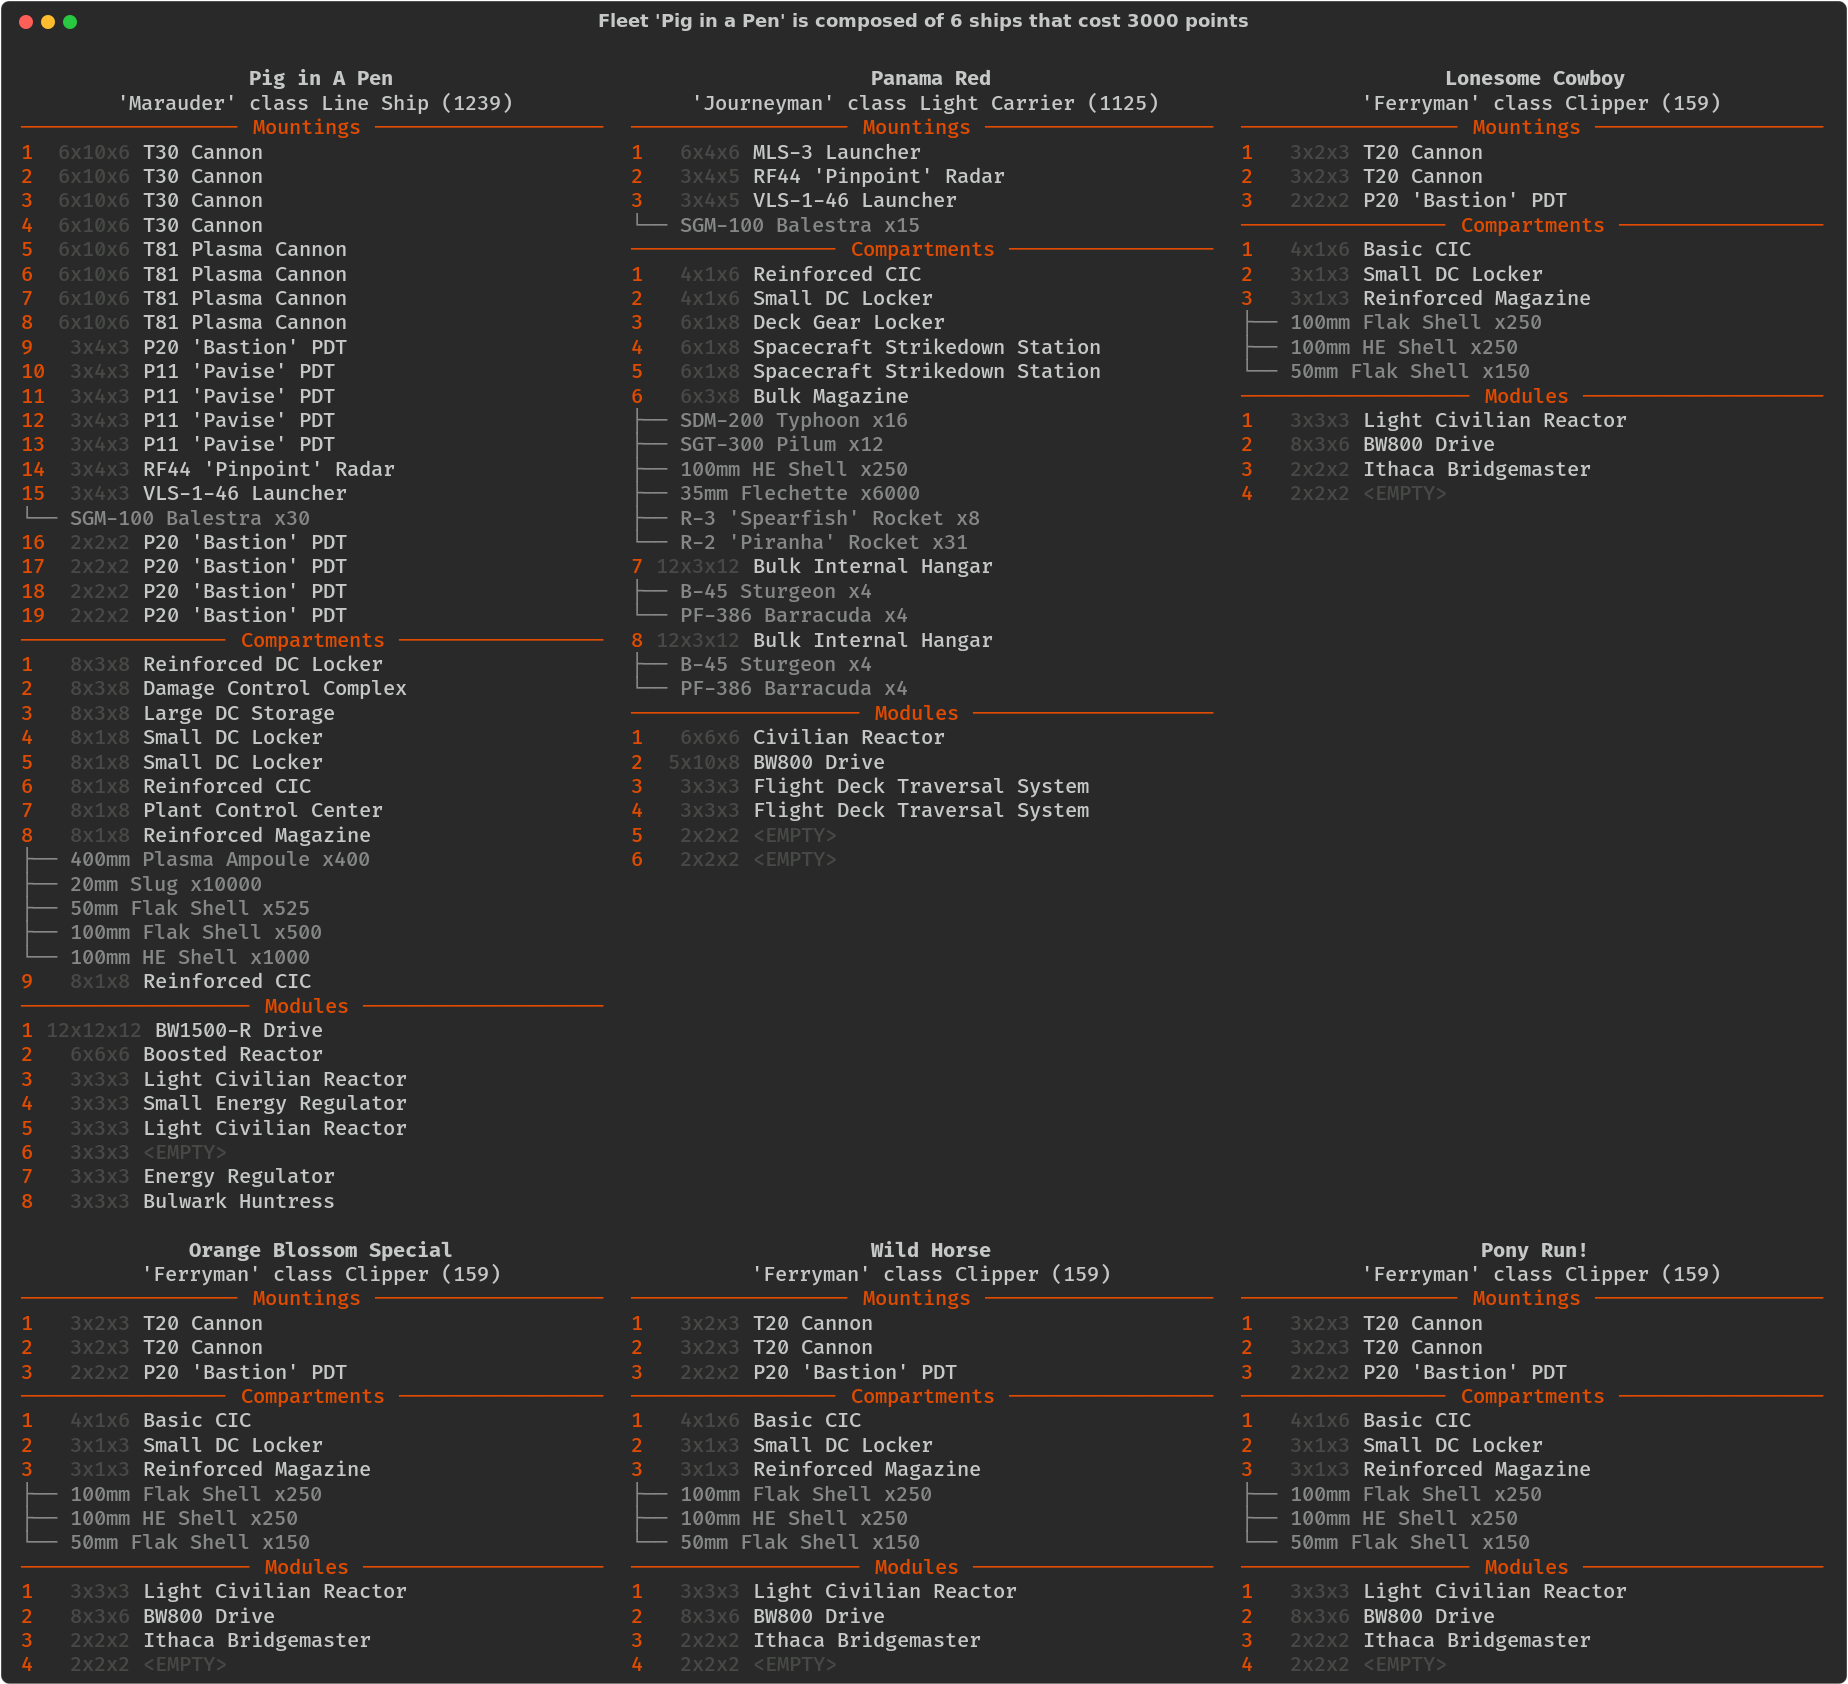 Fleet 'Pig in a Pen' is composed of 6 ships that cost 3000 points
Pig in A Pen
'Marauder' class Line Ship (1239)
Mountings
1 6x10x6 T30 Cannon
2 6x10x6 T30 Cannon
3 6x10x6 T30 Cannon
4 6x10x6 T30 Cannon
5 6x10x6 T81 Plasma Cannon
6 6x10x6 T81 Plasma Cannon
7 6x10x6 T81 Plasma Cannon
8 6x10x6 T81 Plasma Cannon
9 3x4x3 P20 'Bastion' PDT
10 3x4x3 P11 'Pavise' PDT
11 3x4x3 P11 'Pavise' PDT
12 3x4x3 P11 'Pavise' PDT
13 3x4x3 P11 'Pavise' PDT
14 3x4x3 RF44 'Pinpoint' Radar
15 3x4x3 VLS-1-46 Launcher
SGM-100 Balestra x30
16 2x2x2 P20 'Bastion' PDT
17 2x2x2 P20 'Bastion' PDT
18 2x2x2 P20 'Bastion' PDT
19 2x2x2 P20 'Bastion' PDT
Compartments
1 8x3x8 Reinforced DC Locker
2 8x3x8 Damage Control Complex
3 8x3x8 Large DC Storage
4 8x1x8 Small DC Locker
5 8x1x8 Small DC Locker
6 8x1x8 Reinforced CIC
7 8x1x8 Plant Control Center
8 8x1x8 Reinforced Magazine
400mm Plasma Ampoule x400
20mm Slug x10000
50mm Flak Shell x525
100mm Flak Shell x500
100mm HE Shell x1000
9 8x1x8 Reinforced CIC
Modules
1 12x12x12 BW1500-R Drive
2 6x6x6 Boosted Reactor
3 3x3x3 Light Civilian Reactor
4 3x3x3 Small Energy Regulator
5 3x3x3 Light Civilian Reactor
6 3x3x3 <EMPTY>
7 3x3x3 Energy Regulator
8 3x3x3 Bulwark Huntress
Panama Red
'Journeyman' class Light Carrier (1125)
Mountings
1 6x4x6 MLS-3 Launcher
2 3x4x5 RF44 'Pinpoint' Radar
3 3x4x5 VLS-1-46 Launcher
SGM-100 Balestra x15
Compartments
1 4x1x6 Reinforced CIC
2 4x1x6 Small DC Locker
3 6x1x8 Deck Gear Locker
4 6x1x8 Spacecraft Strikedown Station
5 6x1x8 Spacecraft Strikedown Station
6 6x3x8 Bulk Magazine
SDM-200 Typhoon x16
SGT-300 Pilum x12
100mm HE Shell x250
35mm Flechette x6000
R-3 'Spearfish' Rocket x8
R-2 'Piranha' Rocket x31
7 12x3x12 Bulk Internal Hangar
B-45 Sturgeon x4
PF-386 Barracuda x4
8 12x3x12 Bulk Internal Hangar
B-45 Sturgeon x4
PF-386 Barracuda x4
Modules
1 6x6x6 Civilian Reactor
2 5x10x8 BW800 Drive
3 3x3x3 Flight Deck Traversal System
4 3x3x3 Flight Deck Traversal System
5 2x2x2 <EMPTY>
6 2x2x2 <EMPTY>
Lonesome Cowboy
'Ferryman' class Clipper (159)
Mountings
1 3x2x3 T20 Cannon
2 3x2x3 T20 Cannon
3 2x2x2 P20 'Bastion' PDT
Compartments
1 4x1x6 Basic CIC
2 3x1x3 Small DC Locker
3 3x1x3 Reinforced Magazine
100mm Flak Shell x250
100mm HE Shell x250
50mm Flak Shell x150
Modules
1 3x3x3 Light Civilian Reactor
2 8x3x6 BW800 Drive
3 2x2x2 Ithaca Bridgemaster
4 2x2x2 <EMPTY>
Orange Blossom Special
'Ferryman' class Clipper (159)
Mountings
1 3x2x3 T20 Cannon
2 3x2x3 T20 Cannon
3 2x2x2 P20 'Bastion' PDT
Compartments
1 4x1x6 Basic CIC
2 3x1x3 Small DC Locker
3 3x1x3 Reinforced Magazine
100mm Flak Shell x250
100mm HE Shell x250
50mm Flak Shell x150
Modules
1 3x3x3 Light Civilian Reactor
2 8x3x6 BW800 Drive
3 2x2x2 Ithaca Bridgemaster
4 2x2x2 <EMPTY>
Wild Horse
'Ferryman' class Clipper (159)
Mountings
1 3x2x3 T20 Cannon
2 3x2x3 T20 Cannon
3 2x2x2 P20 'Bastion' PDT
Compartments
1 4x1x6 Basic CIC
2 3x1x3 Small DC Locker
3 3x1x3 Reinforced Magazine
100mm Flak Shell x250
100mm HE Shell x250
50mm Flak Shell x150
Modules
1 3x3x3 Light Civilian Reactor
2 8x3x6 BW800 Drive
3 2x2x2 Ithaca Bridgemaster
4 2x2x2 <EMPTY>
Pony Run!
'Ferryman' class Clipper (159)
Mountings
1 3x2x3 T20 Cannon
2 3x2x3 T20 Cannon
3 2x2x2 P20 'Bastion' PDT
Compartments
1 4x1x6 Basic CIC
2 3x1x3 Small DC Locker
3 3x1x3 Reinforced Magazine
100mm Flak Shell x250
100mm HE Shell x250
50mm Flak Shell x150
Modules
1 3x3x3 Light Civilian Reactor
2 8x3x6 BW800 Drive
3 2x2x2 Ithaca Bridgemaster
4 2x2x2 <EMPTY>